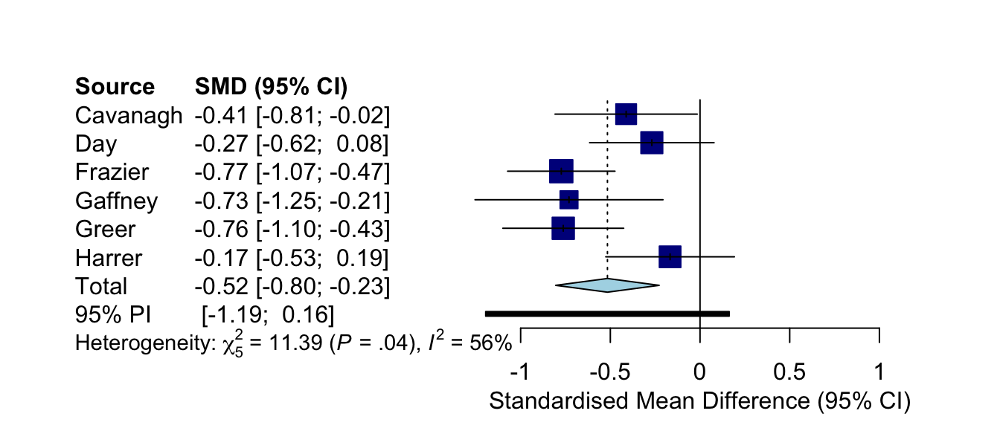 Source SMD (95% CI)
Cavanagh -0.41 [-0.81; -0.02]
Day -0.27 [-0.62; 0.08]
Frazier -0.77 [-1.07; -0.47]
Gaffney -0.73 [-1.25; -0.21]
Greer -0.76 [-1.10; -0.43]
Harrer -0.17 [-0.53; 0.19]
Total -0.52 [-0.80; -0.23]
95% PI [-1.19; 0.16]
Heterogeneity: χ²₅ = 11.39 (P = .04), I² = 56%
-1 -0.5 0 0.5 1
Standardised Mean Difference (95% CI)